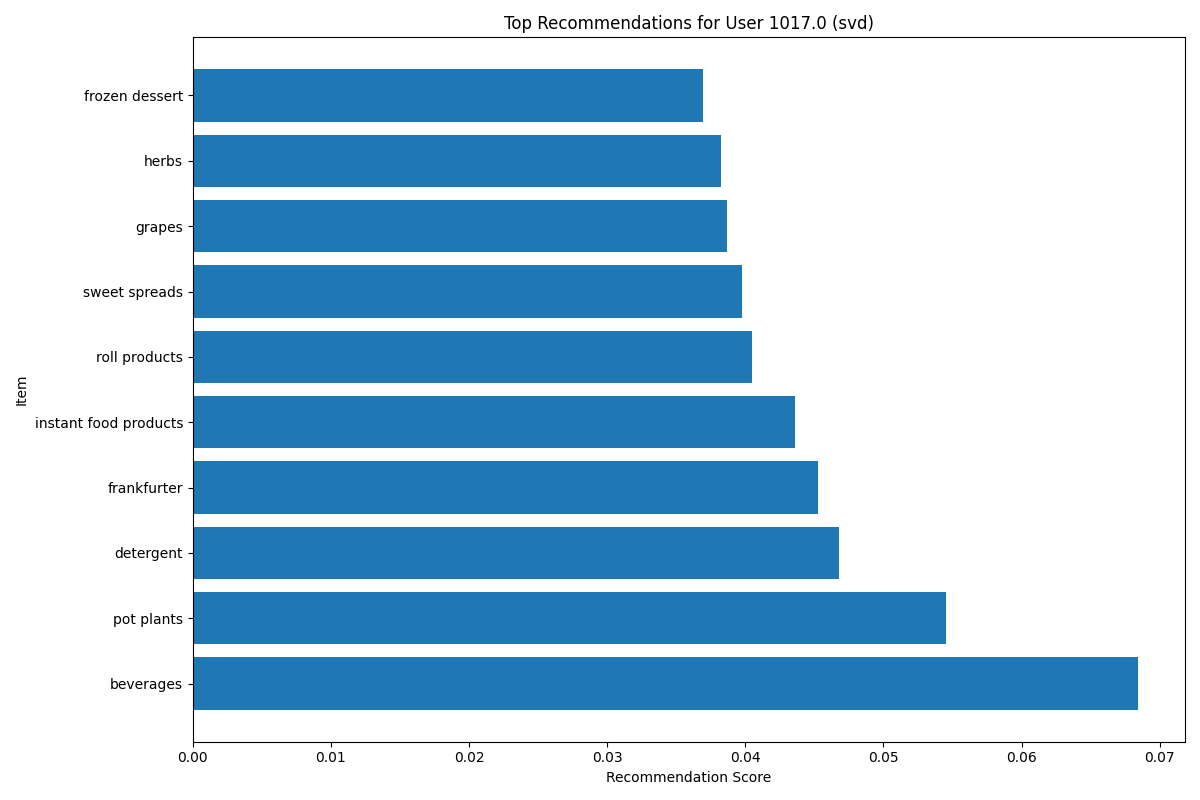 Top Recommendations for User 1017.0 (svd)
Item
frozen dessert
herbs
grapes
sweet spreads
roll products
instant food products
frankfurter
detergent
pot plants
beverages
0.00 0.01 0.02 0.03 0.04 0.05 0.06 0.07
Recommendation Score